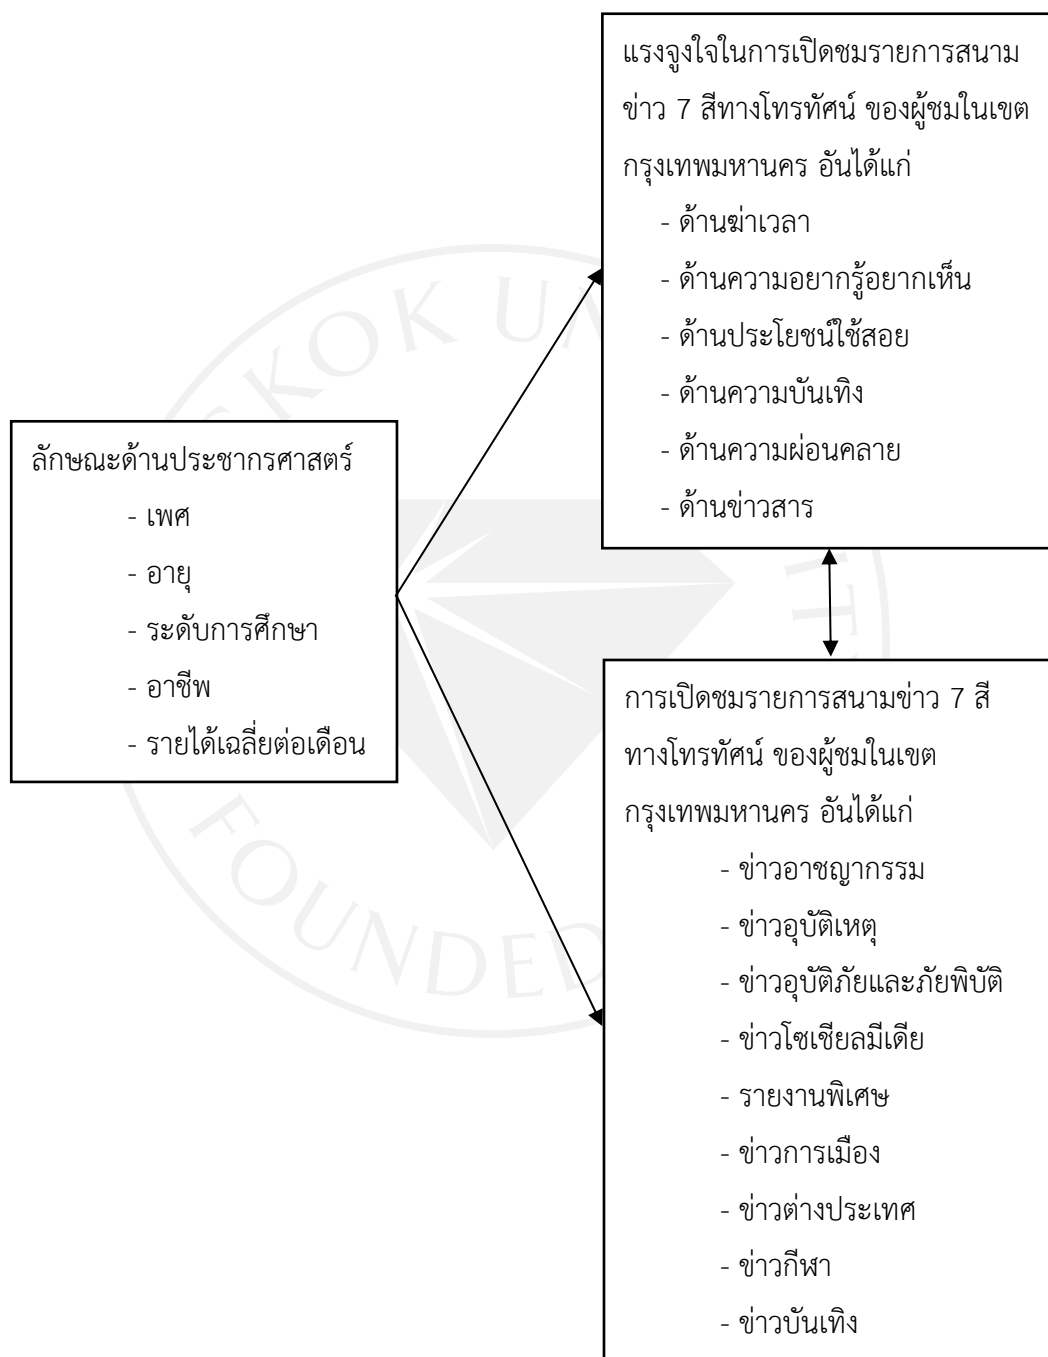 แรงจูงใจในการเปิดชมรายการสนาม
ข่าว 7 สีทางโทรทัศน์ ของผู้ชมในเขต
กรุงเทพมหานคร อันได้แก่
- ด้านฆ่าเวลา
- ด้านความอยากรู้อยากเห็น
- ด้านประโยชน์ใช้สอย
- ด้านความบันเทิง
- ด้านความผ่อนคลาย
- ด้านข่าวสาร
ลักษณะด้านประชากรศาสตร์
- เพศ
- อายุ
- ระดับการศึกษา
- อาชีพ
- รายได้เฉลี่ยต่อเดือน
การเปิดชมรายการสนามข่าว 7 สี
ทางโทรทัศน์ ของผู้ชมในเขต
กรุงเทพมหานคร อันได้แก่
- ข่าวอาชญากรรม
- ข่าวอุบัติเหตุ
- ข่าวอุบัติภัยและภัยพิบัติ
- ข่าวโซเชียลมีเดีย
- รายงานพิเศษ
- ข่าวการเมือง
- ข่าวต่างประเทศ
- ข่าวกีฬา
- ข่าวบันเทิง
FOUNDED